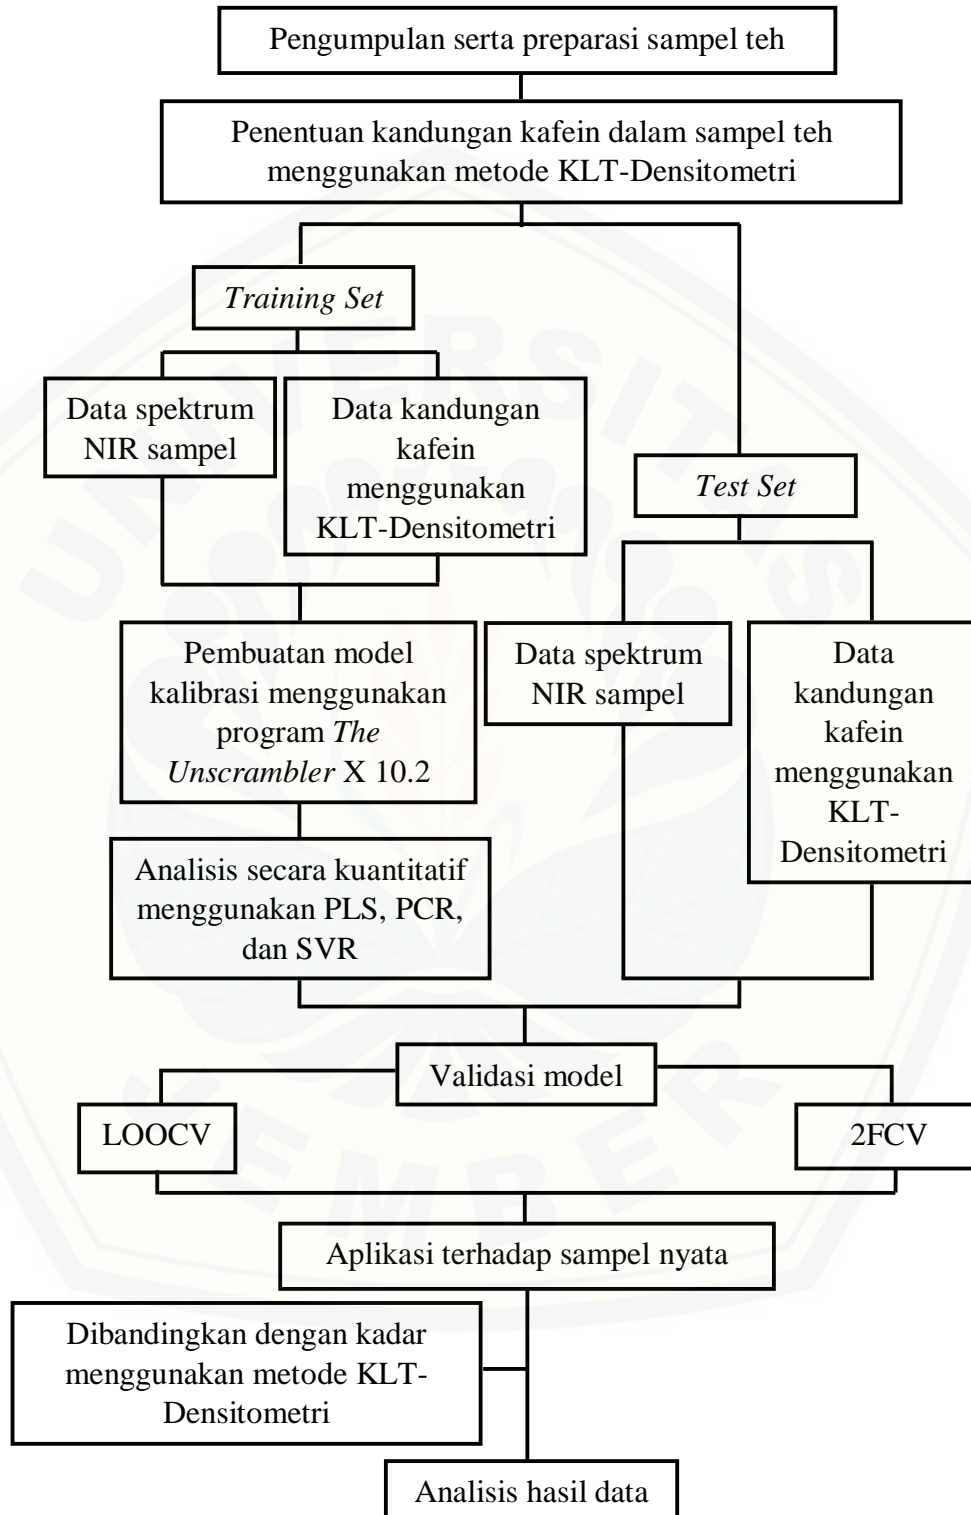 Pengumpulan serta preparasi sampel teh
Penentuan kandungan kafein dalam sampel teh
menggunakan metode KLT-Densitometri
Training Set
Data spektrum
NIR sampel
Data kandungan
kafein
menggunakan
KLT-Densitometri
Test Set
Pembuatan model
kalibrasi menggunakan
program The
Unscrambler X 10.2
Data spektrum
NIR sampel
Data
kandungan
kafein
menggunakan
KLT-
Densitometri
Analisis secara kuantitatif
menggunakan PLS, PCR,
dan SVR
Validasi model
LOOCV
2FCV
Aplikasi terhadap sampel nyata
Dibandingkan dengan kadar
menggunakan metode KLT-
Densitometri
Analisis hasil data
UNIVERSITAS
JEMBER